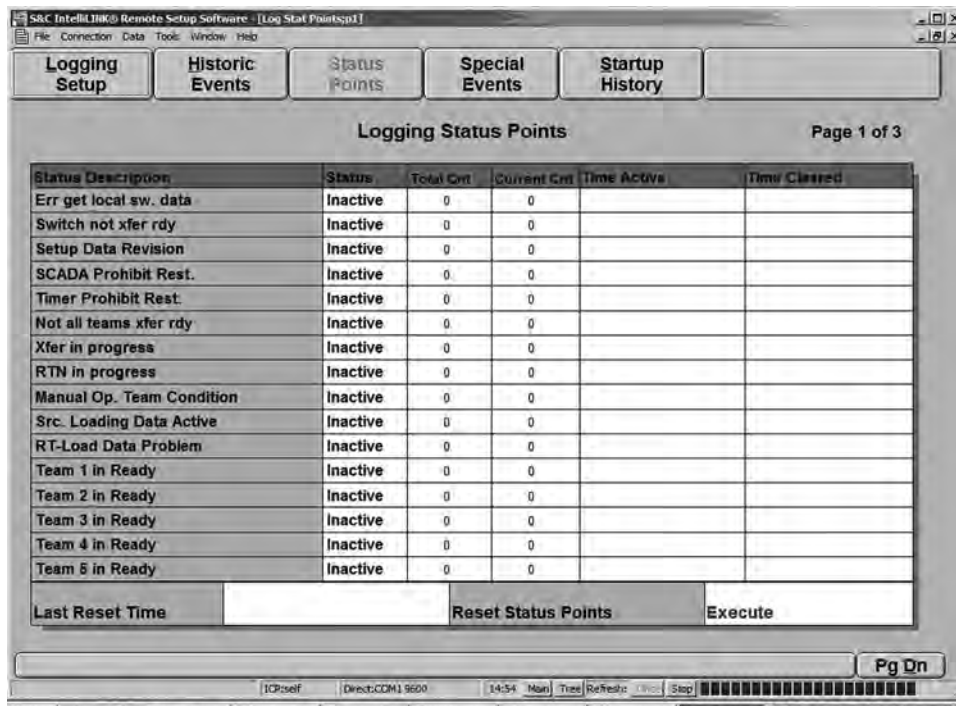 S&C IntelliLINK® Remote Setup Software - [Log Stat Points:p1]
File Connection Data Tools Window Help
Logging Setup Historic Events Status Points Special Events Startup History
Logging Status Points Page 1 of 3
Status Description Status Total Cnt Current Cnt Time Active Time Cleared
Err get local sw. data Inactive 0 0
Switch not xfer rdy Inactive 0 0
Setup Data Revision Inactive 0 0
SCADA Prohibit Rest. Inactive 0 0
Timer Prohibit Rest. Inactive 0 0
Not all teams xfer rdy Inactive 0 0
Xfer in progress Inactive 0 0
RTN in progress Inactive 0 0
Manual Op. Team Condition Inactive 0 0
Src. Loading Data Active Inactive 0 0
RT-Load Data Problem Inactive 0 0
Team 1 in Ready Inactive 0 0
Team 2 in Ready Inactive 0 0
Team 3 in Ready Inactive 0 0
Team 4 in Ready Inactive 0 0
Team 5 in Ready Inactive 0 0
Last Reset Time Reset Status Points Execute
Pg Dn
ICP:self Direct:COM1 9600 14:54 Main Tree Refresh: Once Stop